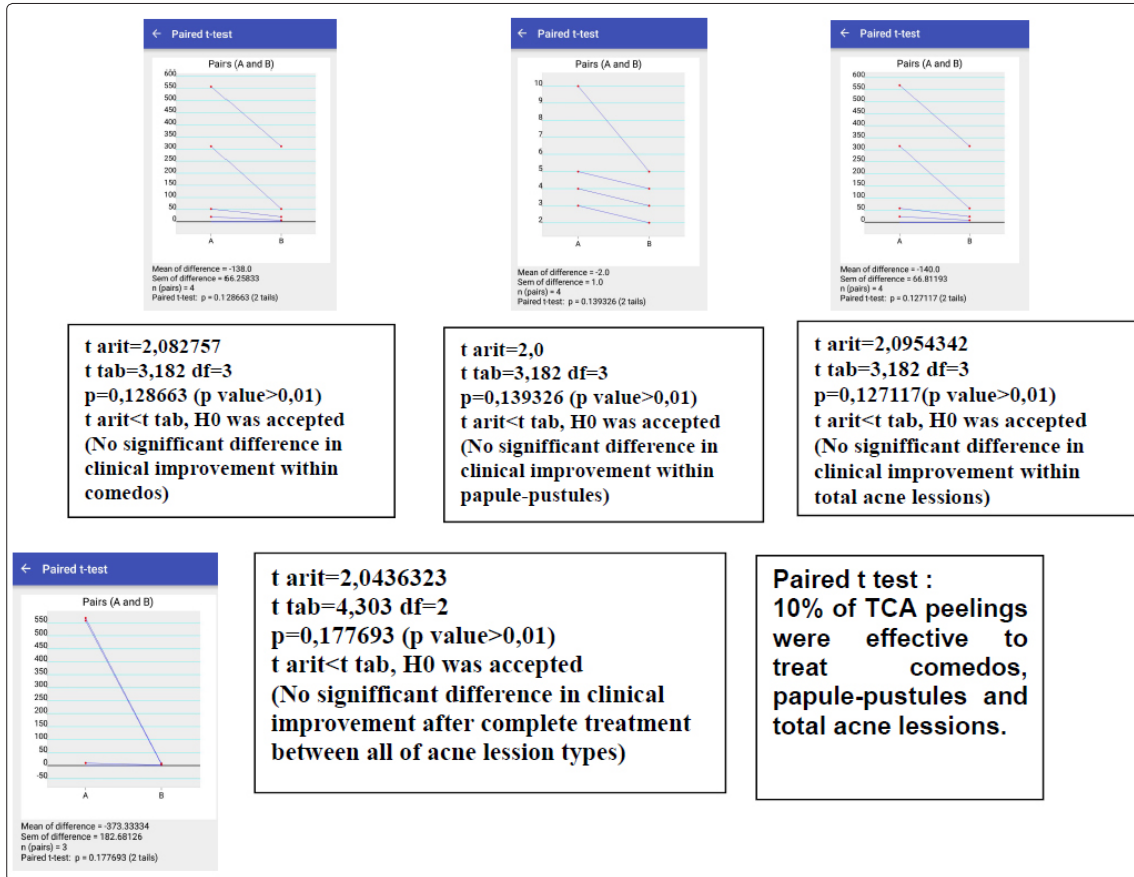 ← Paired t-test
Pairs (A and B)
600
550
500
450
400
350
300
250
200
150
100
50
0
A B
Mean of difference = -138.0
Sem of difference = 66.25833
n (pairs) = 4
Paired t-test: p = 0.128663 (2 tails)
← Paired t-test
Pairs (A and B)
10
9
8
7
6
5
4
3
2
A B
Mean of difference = -2.0
Sem of difference = 1.0
n (pairs) = 4
Paired t-test: p = 0.139326 (2 tails)
← Paired t-test
Pairs (A and B)
600
550
500
450
400
350
300
250
200
150
100
50
0
A B
Mean of difference = -140.0
Sem of difference = 66.81193
n (pairs) = 4
Paired t-test: p = 0.127117 (2 tails)
t arit=2,082757
t tab=3,182 df=3
p=0,128663 (p value>0,01)
t arit<t tab, H0 was accepted
(No signifficant difference in
clinical improvement within
comedos)
t arit=2,0
t tab=3,182 df=3
p=0,139326 (p value>0,01)
t arit<t tab, H0 was accepted
(No signifficant difference in
clinical improvement within
papule-pustules)
t arit=2,0954342
t tab=3,182 df=3
p=0,127117(p value>0,01)
t arit<t tab, H0 was accepted
(No signifficant difference in
clinical improvement within
total acne lessions)
← Paired t-test
Pairs (A and B)
550
500
450
400
350
300
250
200
150
100
50
0
-50
A B
Mean of difference = -373.33334
Sem of difference = 182.68126
n (pairs) = 3
Paired t-test: p = 0.177693 (2 tails)
t arit=2,0436323
t tab=4,303 df=2
p=0,177693 (p value>0,01)
t arit<t tab, H0 was accepted
(No signifficant difference in clinical
improvement after complete treatment
between all of acne lession types)
Paired t test :
10% of TCA peelings
were effective to
treat comedos,
papule-pustules and
total acne lessions.